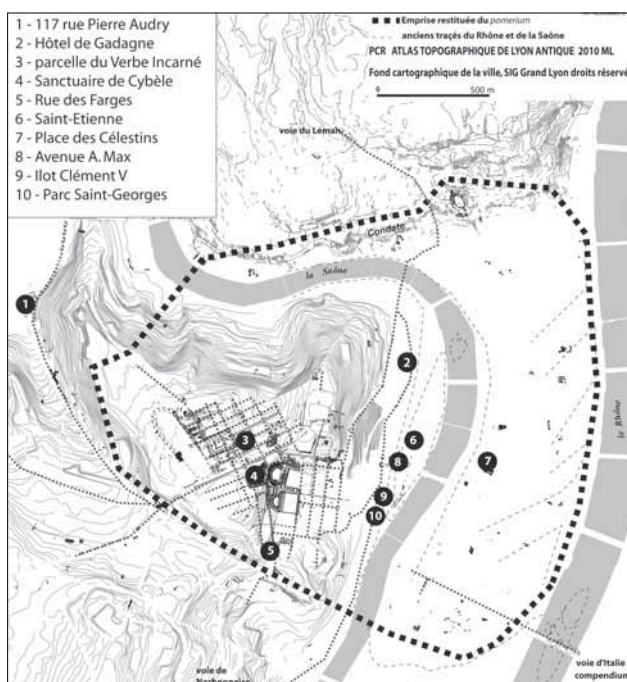 1 - 117 rue Pierre Audry
2 - Hôtel de Gadagne
3 - parcelle du Verbe Incarné
4 - Sanctuaire de Cybèle
5 - Rue des Farges
6 - Saint-Etienne
7 - Place des Célestins
8 - Avenue A. Max
9 - Ilot Clément V
10 - Parc Saint-Georges
Emprise restituée du pomerium
anciens tracés du Rhône et de la Saône
PCR ATLAS TOPOGRAPHIQUE DE LYON ANTIQUE 2010 ML
Fond cartographique de la ville, SIG Grand Lyon droits réservé
0 500 m
voie du Léman
Condate
la Saône
1
2
3
6
le Rhône
8
7
4
9
10
5
voie d'Italie
compendium
voie de
Narbonnaise